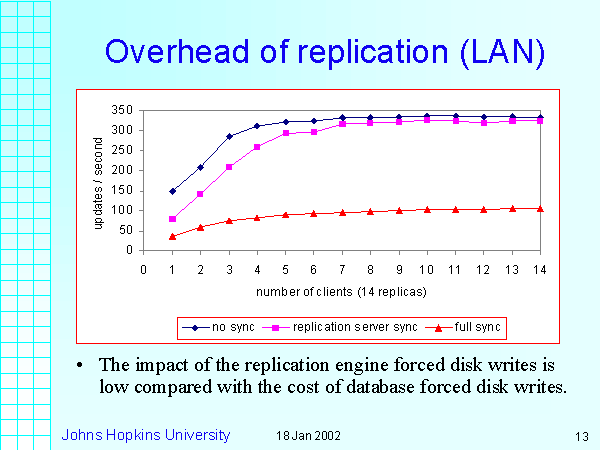 Overhead of replication (LAN)
350
300
250
200
150
100
50
0
updates / second
0 1 2 3 4 5 6 7 8 9 10 11 12 13 14
number of clients (14 replicas)
no sync replication server sync full sync
• The impact of the replication engine forced disk writes is
low compared with the cost of database forced disk writes.
Johns Hopkins University 18 Jan 2002 13